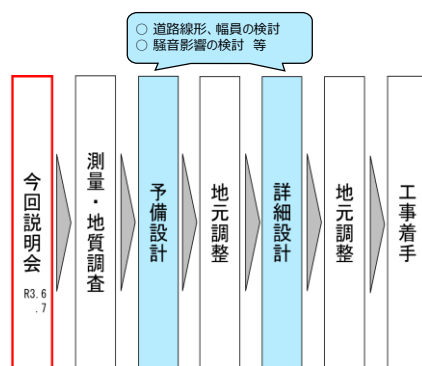 ○ 道路線形、幅員の検討
○ 騒音影響の検討 等
今回説明会
R3.6
.7
測量・地質調査
予備設計
地元調整
詳細設計
地元調整
工事着手